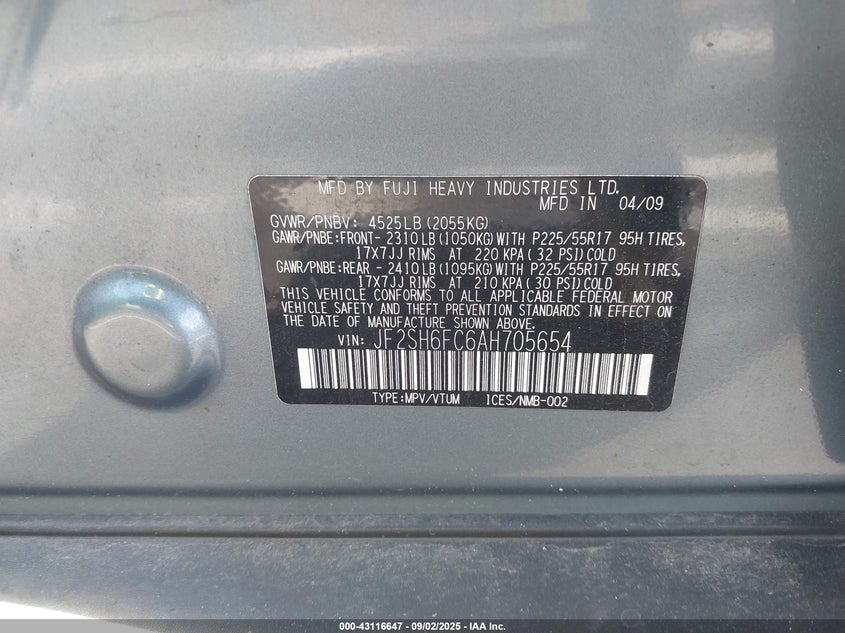 MFD BY FUJI HEAVY INDUSTRIES LTD.
MFD IN 04/09
GVWR/PNBV: 4525LB(2055KG)
GAWR/PNBE:FRONT- 2310LB(1050KG)WITH P225/55R17 95H TIRES,
17X7JJ RIMS AT 220 KPA(32 PSI)COLD
GAWR/PNBE:REAR - 2410LB(1095KG)WITH P225/55R17 95H TIRES,
17X7JJ RIMS AT 210 KPA(30 PSI)COLD
THIS VEHICLE CONFORMS TO ALL APPLICABLE FEDERAL MOTOR
VEHICLE SAFETY AND THEFT PREVENTION STANDARDS IN EFFECT ON
THE DATE OF MANUFACTURE SHOWN ABOVE.
VIN: JF2SH6FC6AH705654
TYPE:MPV/VTUM ICES/NMB-002
000-43116647 - 09/02/2025 - IAA Inc.